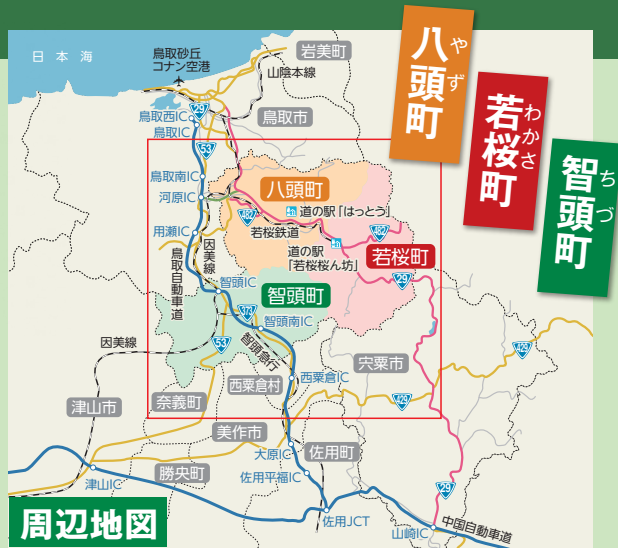 八頭町
やず
若桜町
わかさ
智頭町
ちづ
日本海
鳥取砂丘
コナン空港
岩美町
山陰本線
29
鳥取西IC
鳥取市
鳥取IC
53
鳥取南IC
八頭町
河原IC
道の駅「はっとう」
482
若桜鉄道
482
用瀬IC
因美線
道の駅
「若桜桜ん坊」
若桜町
鳥取自動車道
29
智頭IC
智頭町
373
智頭南IC
因美線
53
智頭急行
429
宍粟市
西粟倉IC
西粟倉村
津山市
奈義町
429
美作市
大原IC
佐用町
勝央町
佐用平福IC
津山IC
29
周辺地図
佐用JCT
山崎IC
中国自動車道